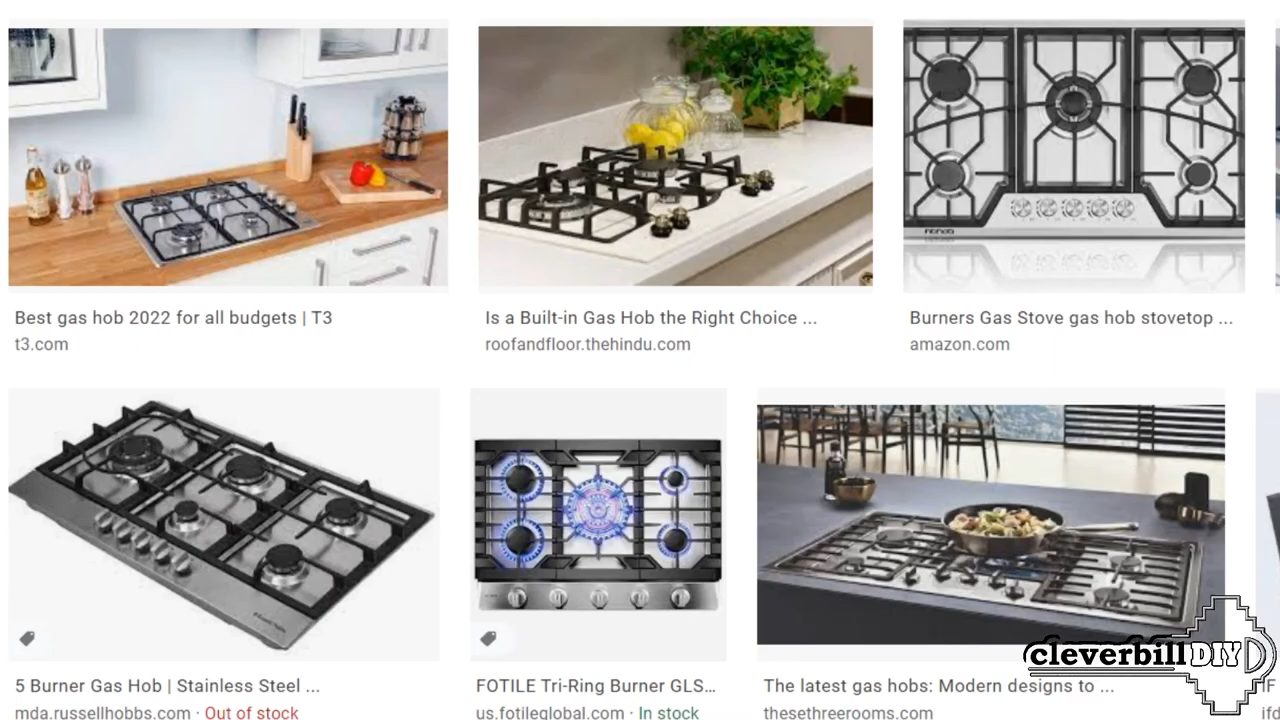 Best gas hob 2022 for all budgets | T3
t3.com
Is a Built-in Gas Hob the Right Choice ...
roofandfloor.thehindu.com
Burners Gas Stove gas hob stovetop ...
amazon.com
5 Burner Gas Hob | Stainless Steel ...
mda.russellhobbs.com · Out of stock
FOTILE Tri-Ring Burner GLS...
us.fotileglobal.com · In stock
The latest gas hobs: Modern designs to ...
thesethreerooms.com
cleverbillDIY